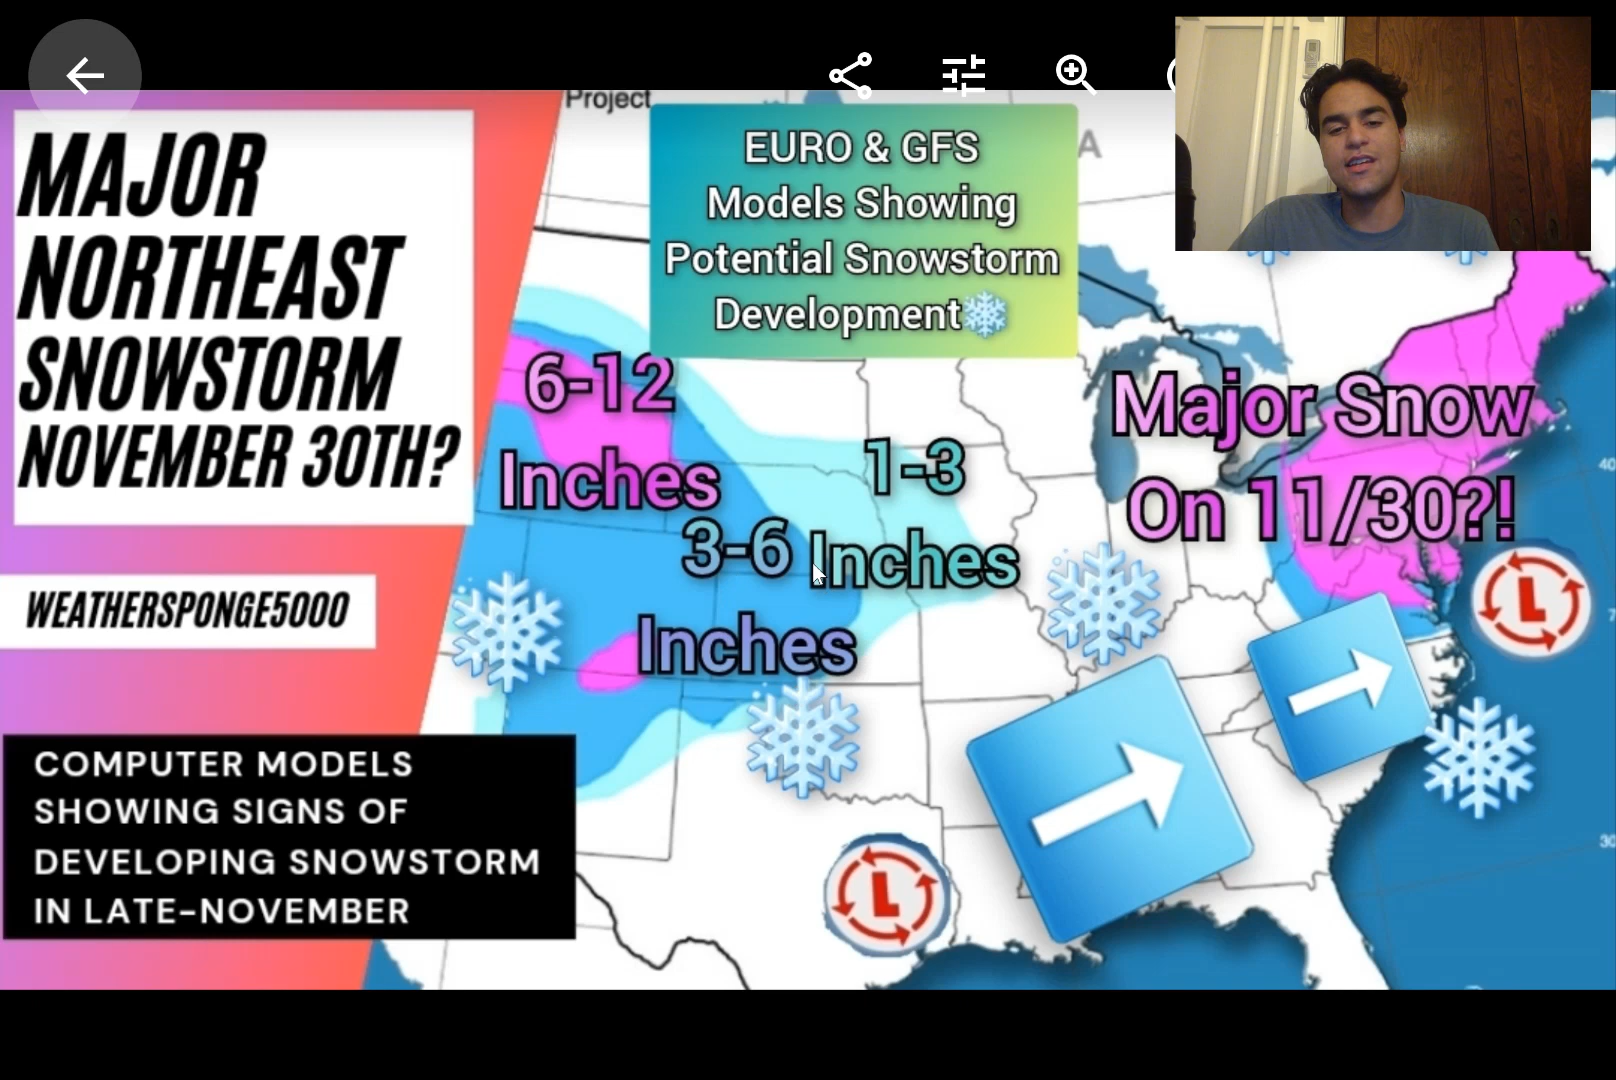 Project
MAJOR
NORTHEAST
SNOWSTORM
NOVEMBER 30TH?
WEATHERSPONGE5000
COMPUTER MODELS
SHOWING SIGNS OF
DEVELOPING SNOWSTORM
IN LATE-NOVEMBER
EURO & GFS
Models Showing
Potential Snowstorm
Development❄️
A
6-12
Inches
3-6
Inches
1-3
Inches
Major Snow
On 11/30?!
L
L
40
30